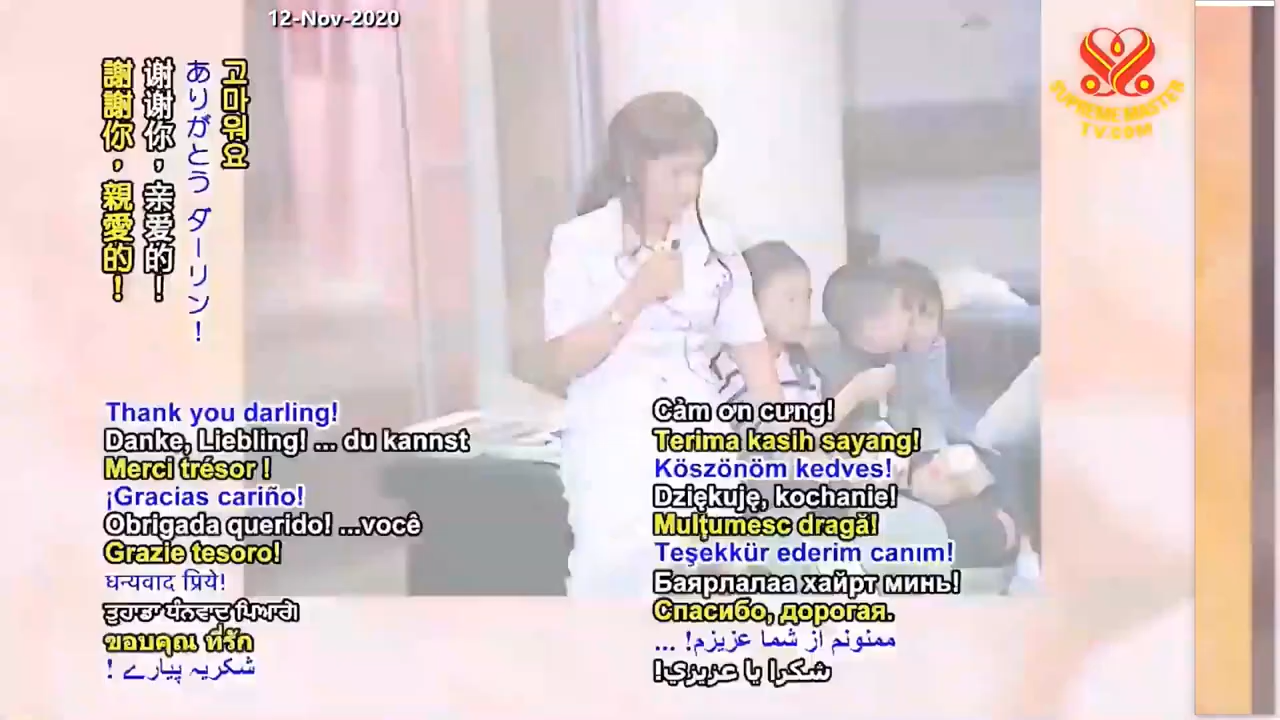 12-Nov-2020
SUPREME MASTER
TV.COM
고마워요
ありがとう ダーリン！
谢谢你，亲爱的！
謝謝你，親愛的！
Thank you darling!
Danke, Liebling! ... du kannst
Merci trésor !
¡Gracias cariño!
Obrigada querido! ...você
Grazie tesoro!
धन्यवाद प्रिये!
ਤੁਹਾਡਾ ਧੰਨਵਾਦ ਪਿਆਰੇ।
ขอบคุณ ที่รัก
شکریہ پیارے !
Cảm ơn cưng!
Terima kasih sayang!
Köszönöm kedves!
Dziękuję, kochanie!
Mulțumesc dragă!
Teşekkür ederim canım!
Баярлалаа хайрт минь!
Спасибо, дорогая.
ممنونم از شما عزیزم! ...
شكرا يا عزيزي!